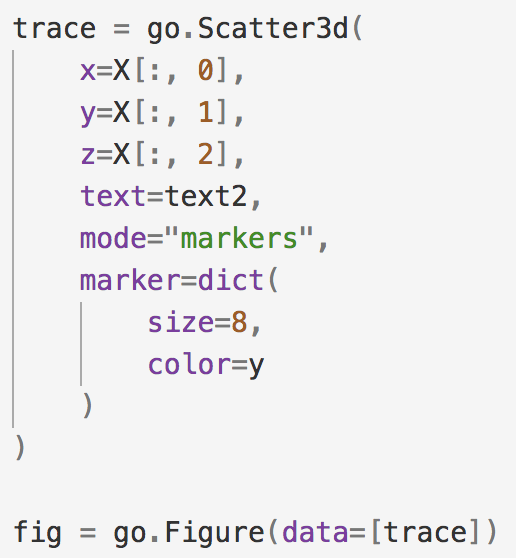 trace = go.Scatter3d(
    x=X[:, 0],
    y=X[:, 1],
    z=X[:, 2],
    text=text2,
    mode="markers",
    marker=dict(
        size=8,
        color=y
    )
)

fig = go.Figure(data=[trace])